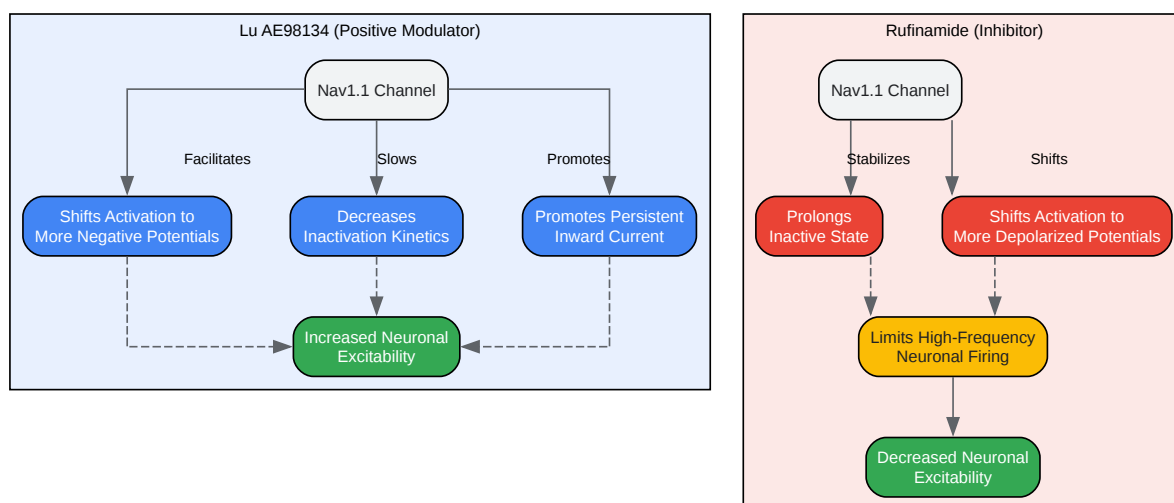 Lu AE98134 (Positive Modulator)
Nav1.1 Channel
Facilitates
Slows
Promotes
Shifts Activation to
More Negative Potentials
Decreases
Inactivation Kinetics
Promotes Persistent
Inward Current
Increased Neuronal
Excitability
Rufinamide (Inhibitor)
Nav1.1 Channel
Stabilizes
Shifts
Prolongs
Inactive State
Shifts Activation to
More Depolarized Potentials
Limits High-Frequency
Neuronal Firing
Decreased Neuronal
Excitability